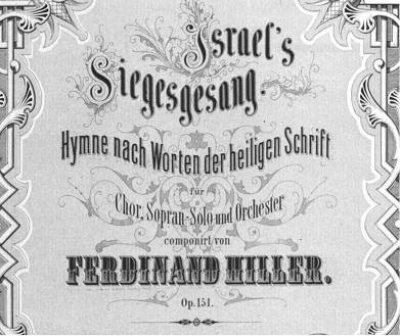 Israel's
Siegesgesang.
Hymne nach Worten der heiligen Schrift
für
Chor, Sopran-Solo und Orchester
componirt von
FERDINAND HILLER.
Op. 151.